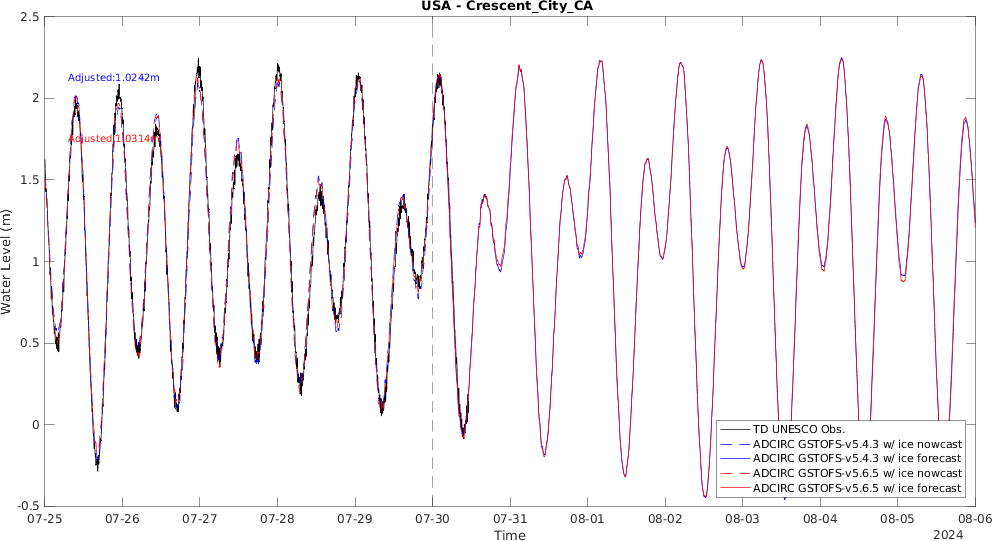 USA - Crescent_City_CA
2.5
2
1.5
1
0.5
0
-0.5
Water Level (m)
Adjusted:1.0242m
Adjusted:1.0314m
TD UNESCO Obs.
ADCIRC GSTOFS-v5.4.3 w/ ice nowcast
ADCIRC GSTOFS-v5.4.3 w/ ice forecast
ADCIRC GSTOFS-v5.6.5 w/ ice nowcast
ADCIRC GSTOFS-v5.6.5 w/ ice forecast
07-25 07-26 07-27 07-28 07-29 07-30 07-31 08-01 08-02 08-03 08-04 08-05 08-06
Time
2024